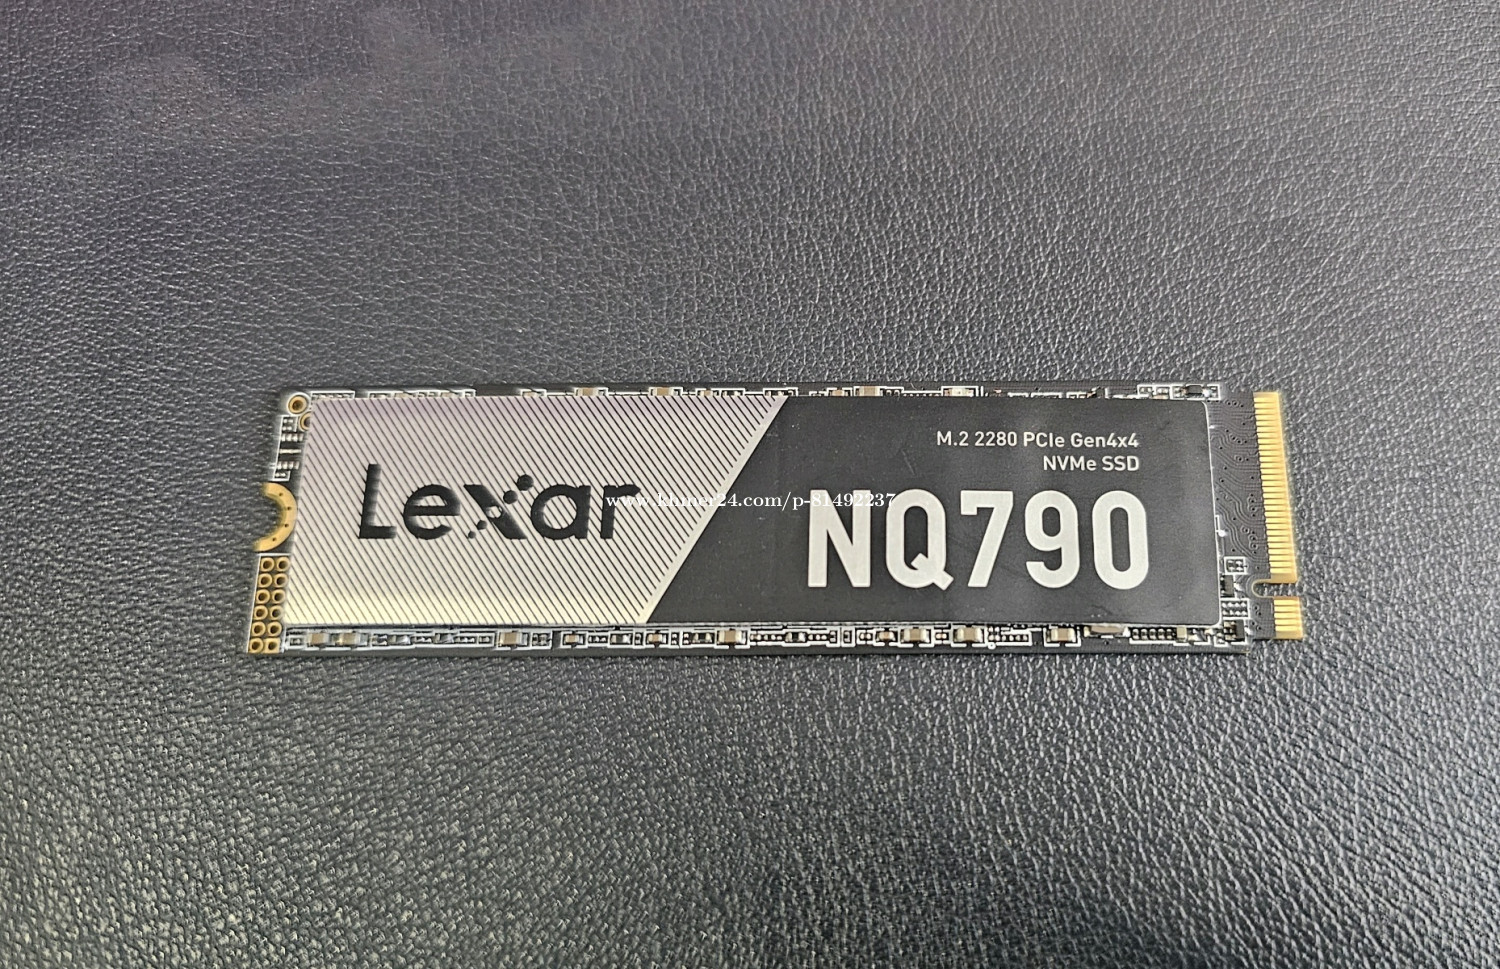 M.2 2280 PCIe Gen4x4
NVMe SSD
Lexar
www.khmer24.com/p-81492237
NQ790